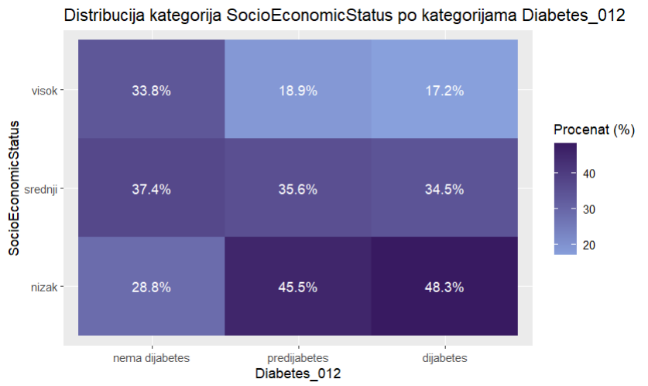 Distribucija kategorija SocioEconomicStatus po kategorijama Diabetes_012
SocioEconomicStatus
visok
33.8% 18.9% 17.2%
srednji
37.4% 35.6% 34.5%
nizak
28.8% 45.5% 48.3%
nema dijabetes predijabetes dijabetes
Diabetes_012
Procenat (%)
40
30
20